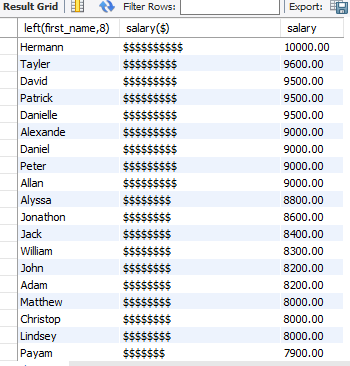 Result Grid Filter Rows: Export:
left(first_name,8) salary($) salary
Hermann $$$$$$$$$$ 10000.00
Tayler $$$$$$$$$ 9600.00
David $$$$$$$$$ 9500.00
Patrick $$$$$$$$$ 9500.00
Danielle $$$$$$$$$ 9500.00
Alexande $$$$$$$$$ 9000.00
Daniel $$$$$$$$$ 9000.00
Peter $$$$$$$$$ 9000.00
Allan $$$$$$$$$ 9000.00
Alyssa $$$$$$$$ 8800.00
Jonathon $$$$$$$$ 8600.00
Jack $$$$$$$$ 8400.00
William $$$$$$$$ 8300.00
John $$$$$$$$ 8200.00
Adam $$$$$$$$ 8200.00
Matthew $$$$$$$$ 8000.00
Christop $$$$$$$$ 8000.00
Lindsey $$$$$$$$ 8000.00
Payam $$$$$$$ 7900.00